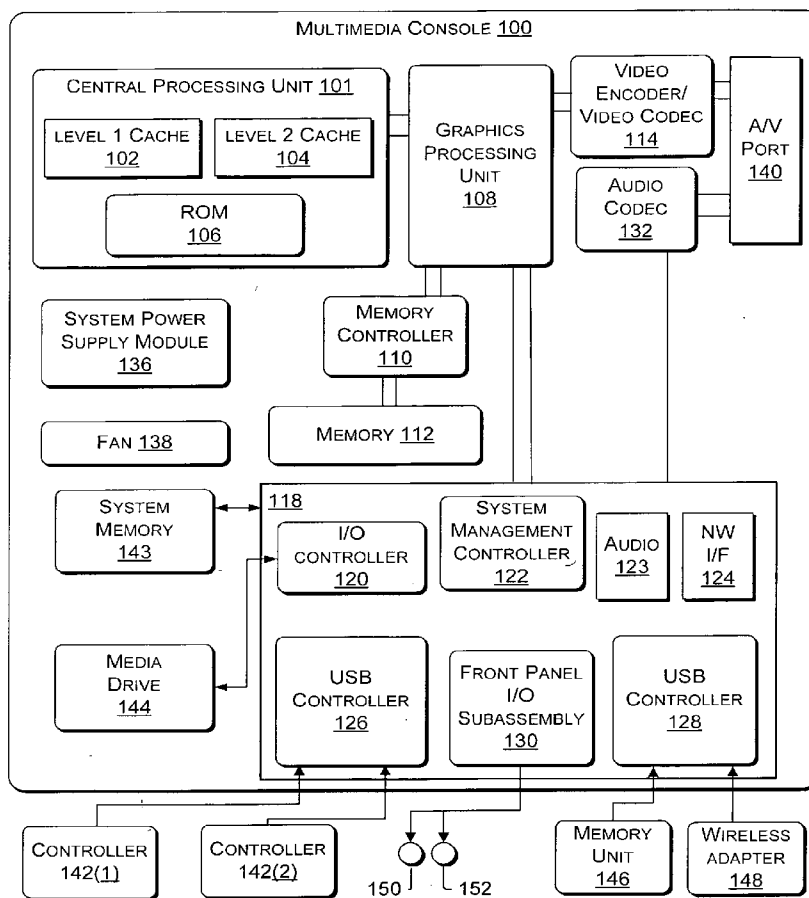 MULTIMEDIA CONSOLE 100
CENTRAL PROCESSING UNIT 101
LEVEL 1 CACHE
102
LEVEL 2 CACHE
104
ROM
106
GRAPHICS
PROCESSING
UNIT
108
VIDEO
ENCODER/
VIDEO CODEC
114
A/V
PORT
140
AUDIO
CODEC
132
SYSTEM POWER
SUPPLY MODULE
136
MEMORY
CONTROLLER
110
FAN 138
MEMORY 112
SYSTEM
MEMORY
143
118
I/O
CONTROLLER
120
SYSTEM
MANAGEMENT
CONTROLLER
122
AUDIO
123
NW
I/F
124
MEDIA
DRIVE
144
USB
CONTROLLER
126
FRONT PANEL
I/O
SUBASSEMBLY
130
USB
CONTROLLER
128
CONTROLLER
142(1)
CONTROLLER
142(2)
150
152
MEMORY
UNIT
146
WIRELESS
ADAPTER
148